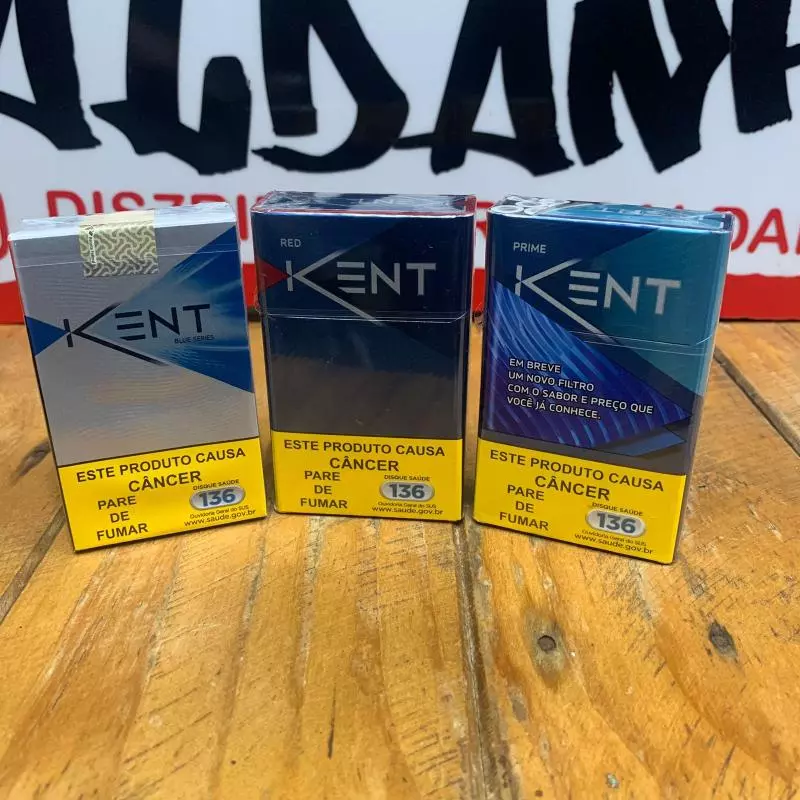 KENT
BLUE SERIES
ESTE PRODUTO CAUSA
CÂNCER
PARE
DE
FUMAR
DISQUE SAÚDE
136
Ouvidoria Geral do SUS
www.saude.gov.br
RED
KENT
ESTE PRODUTO CAUSA
CÂNCER
PARE
DE
FUMAR
DISQUE SAÚDE
136
Ouvidoria Geral do SUS
www.saude.gov.br
PRIME
KENT
EM BREVE
UM NOVO FILTRO
COM O SABOR E PREÇO QUE
VOCÊ JÁ CONHECE.
ESTE PRODUTO CAUSA
CÂNCER
PARE
DE
FUMAR
DISQUE SAÚDE
136
Ouvidoria Geral do SUS
www.saude.gov.br